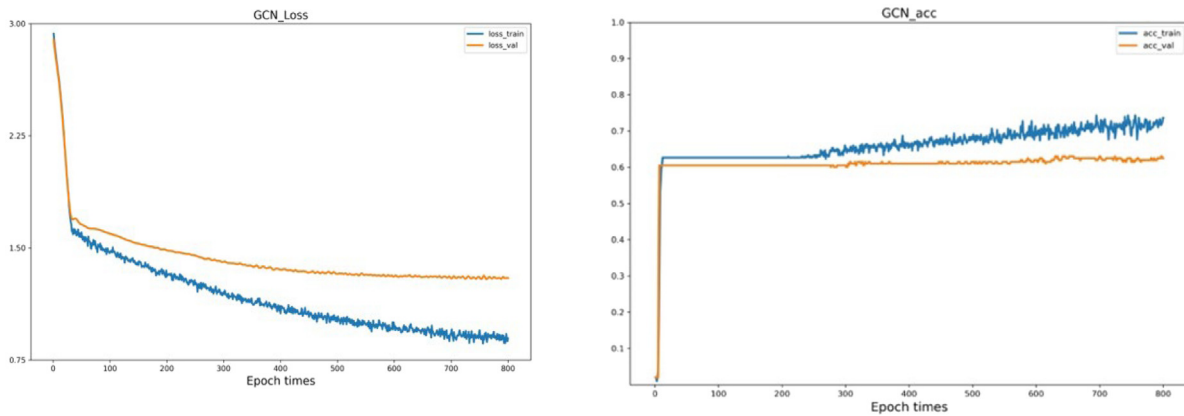 GCN_Loss
3.00
2.25
1.50
0.75
loss_train
loss_val
0 100 200 300 400 500 600 700 800
Epoch times
GCN_acc
1.0
0.9
0.8
0.7
0.6
0.5
0.4
0.3
0.2
0.1
acc_train
acc_val
0 100 200 300 400 500 600 700 800
Epoch times